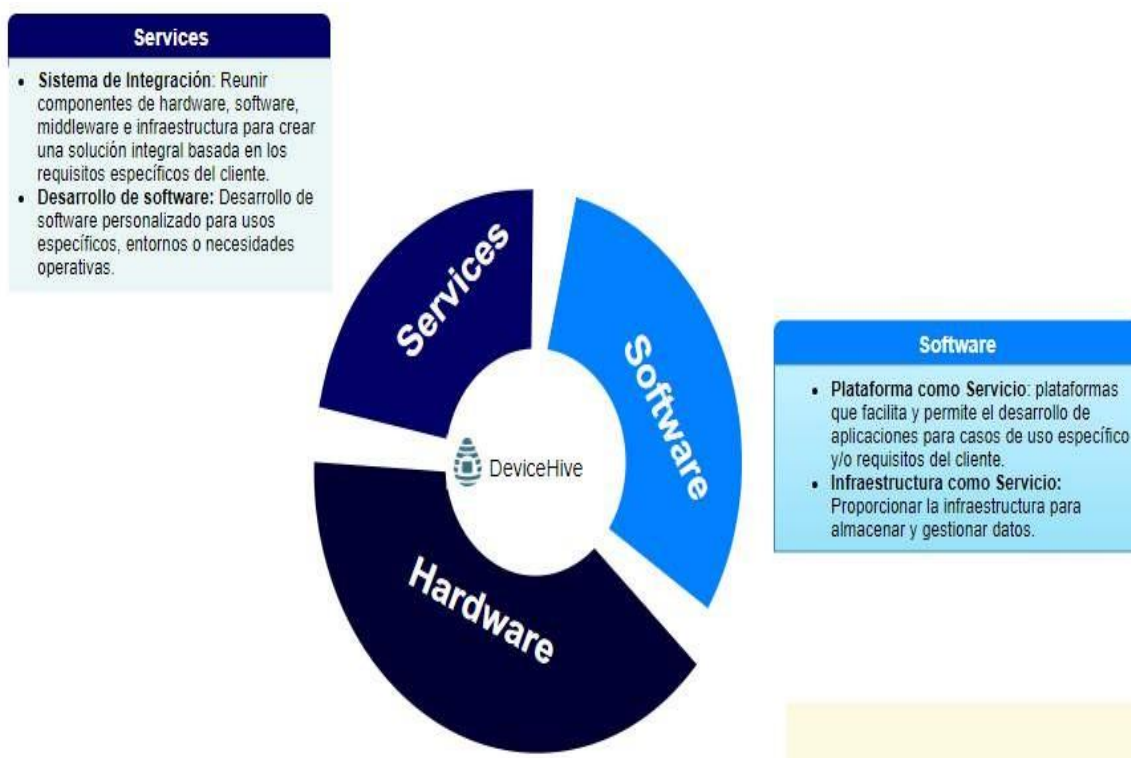 Services
• Sistema de Integración: Reunir
componentes de hardware, software,
middleware e infraestructura para crear
una solución integral basada en los
requisitos específicos del cliente.
• Desarrollo de software: Desarrollo de
software personalizado para usos
específicos, entornos o necesidades
operativas.
Services
Software
Hardware
DeviceHive
Software
• Plataforma como Servicio: plataformas
que facilita y permite el desarrollo de
aplicaciones para casos de uso específico
y/o requisitos del cliente.
• Infraestructura como Servicio:
Proporcionar la infraestructura para
almacenar y gestionar datos.